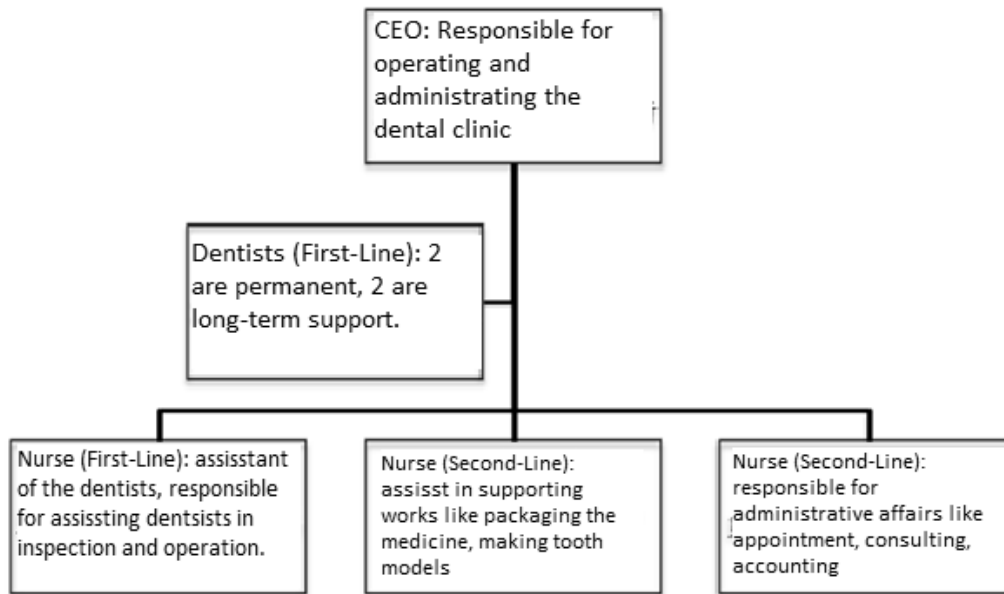 CEO: Responsible for
operating and
administrating the
dental clinic
Dentists (First-Line): 2
are permanent, 2 are
long-term support.
Nurse (First-Line): assisstant
of the dentists, responsible
for assissting dentsists in
inspection and operation.
Nurse (Second-Line):
assisst in supporting
works like packaging the
medicine, making tooth
models
Nurse (Second-Line):
responsible for
administrative affairs like
appointment, consulting,
accounting